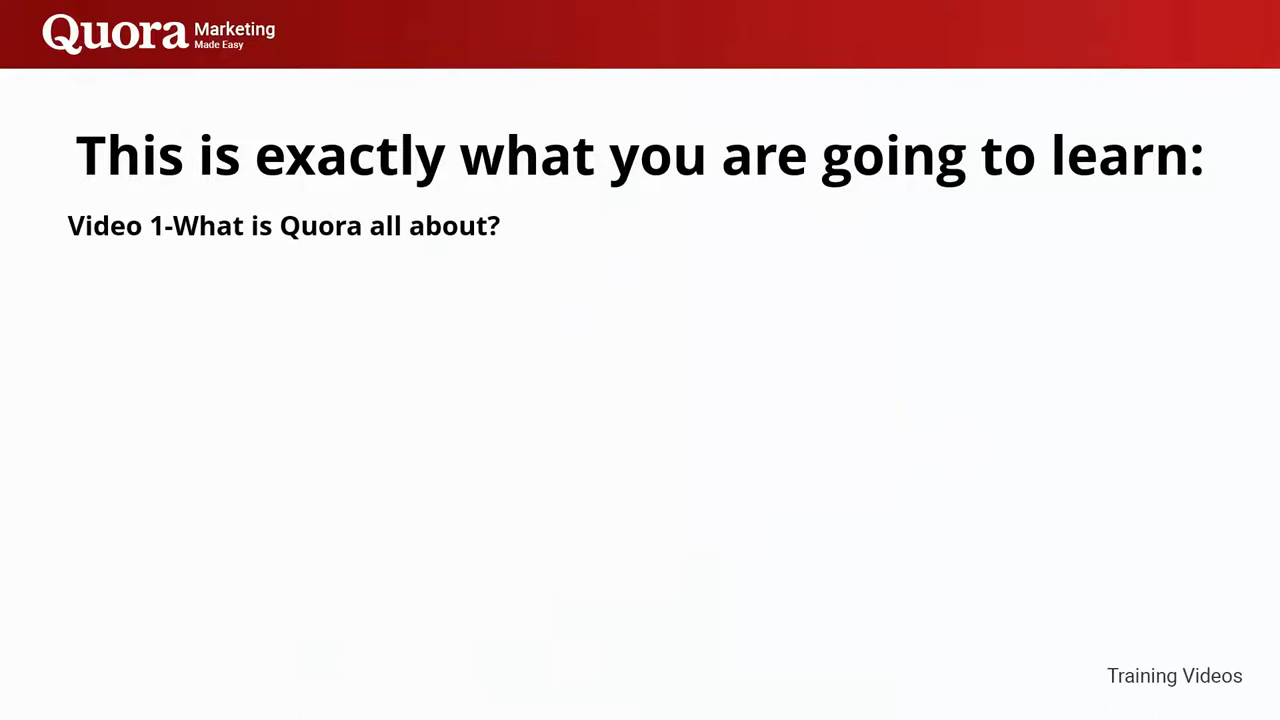 Quora Marketing
Made Easy
This is exactly what you are going to learn:
Video 1-What is Quora all about?
Training Videos